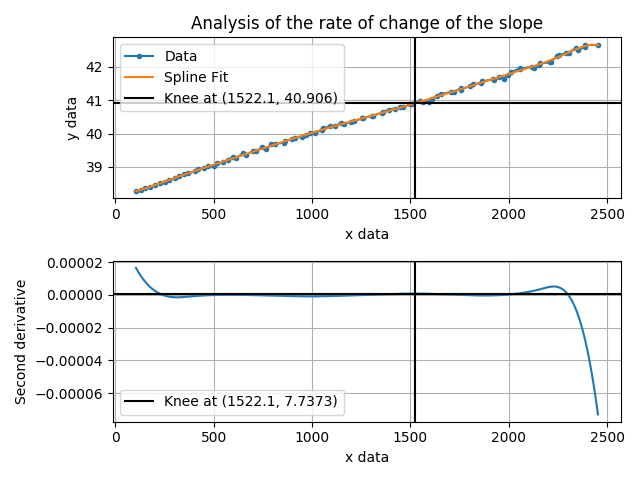 Analysis of the rate of change of the slope
Data
Spline Fit
Knee at (1522.1, 40.906)
42
41
40
39
y data
0
500
1000
1500
2000
2500
x data
0.00002
0.00000
−0.00002
−0.00004
−0.00006
Second derivative
Knee at (1522.1, 7.7373)
0
500
1000
1500
2000
2500
x data